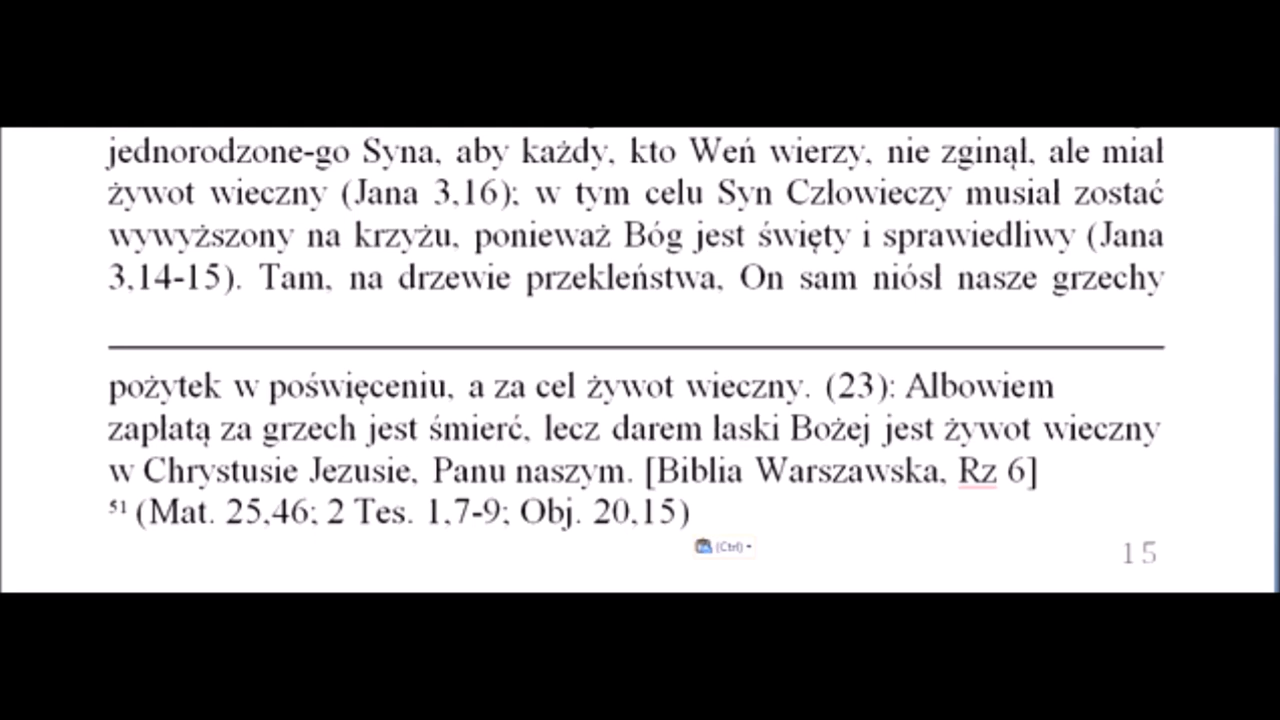 jednorodzone-go Syna, aby każdy, kto Weń wierzy, nie zginął, ale miał
żywot wieczny (Jana 3,16); w tym celu Syn Człowieczy musiał zostać
wywyższony na krzyżu, ponieważ Bóg jest święty i sprawiedliwy (Jana
3,14-15). Tam, na drzewie przekleństwa, On sam niósł nasze grzechy
pożytek w poświęceniu, a za cel żywot wieczny. (23): Albowiem
zapłatą za grzech jest śmierć, lecz darem łaski Bożej jest żywot wieczny
w Chrystusie Jezusie, Panu naszym. [Biblia Warszawska, Rz 6]
51 (Mat. 25,46; 2 Tes. 1,7-9; Obj. 20,15)
(Ctrl)
15